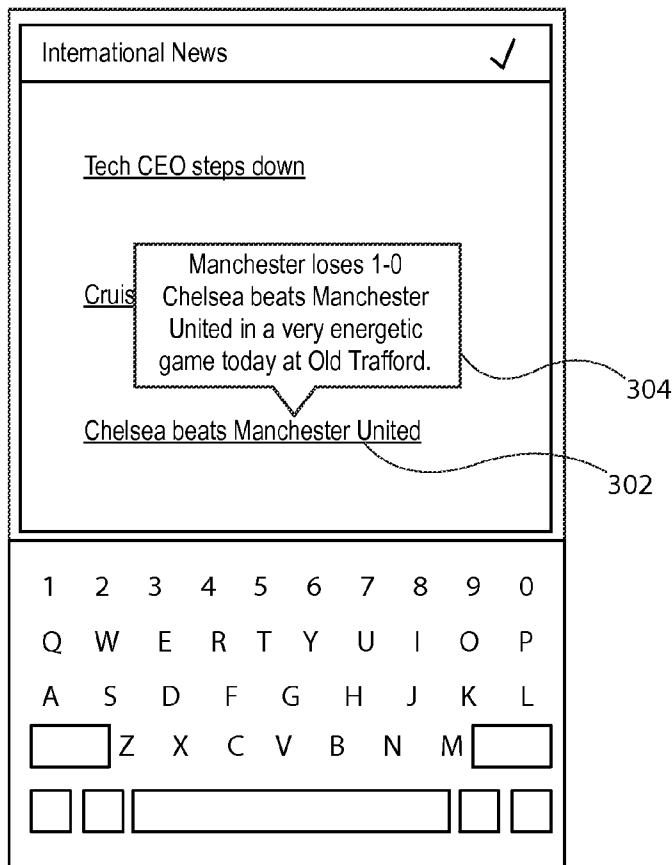 International News
Tech CEO steps down
Manchester loses 1-0
Chelsea beats Manchester
United in a very energetic
game today at Old Trafford.
Cruis
304
Chelsea beats Manchester United
302
1 2 3 4 5 6 7 8 9 0
Q W E R T Y U I O P
A S D F G H J K L
Z X C V B N M